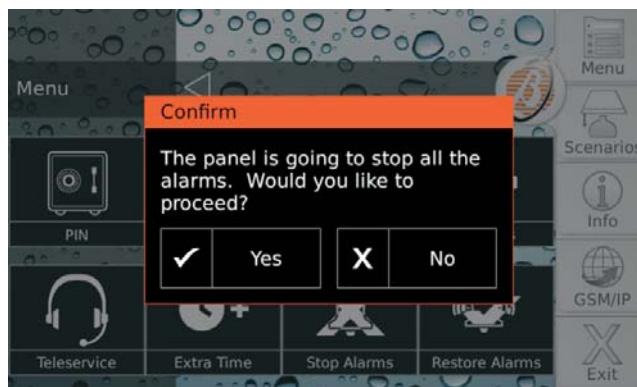 Menu
Menu
Confirm
The panel is going to stop all the
alarms. Would you like to
proceed?
Scenarios
Yes
No
Info
PIN
GSM/IP
Teleservice
Extra Time
Stop Alarms
Restore Alarms
Exit